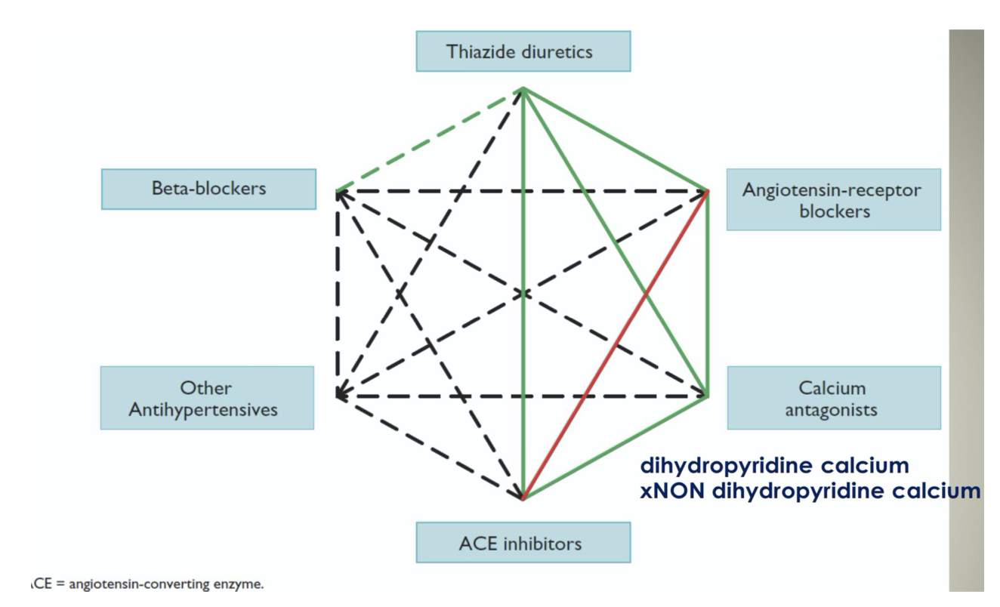 Thiazide diuretics
Beta-blockers
Angiotensin-receptor
blockers
Other
Antihypertensives
Calcium
antagonists
dihydropyridine calcium
xNON dihydropyridine calcium
ACE inhibitors
ACE = angiotensin-converting enzyme.